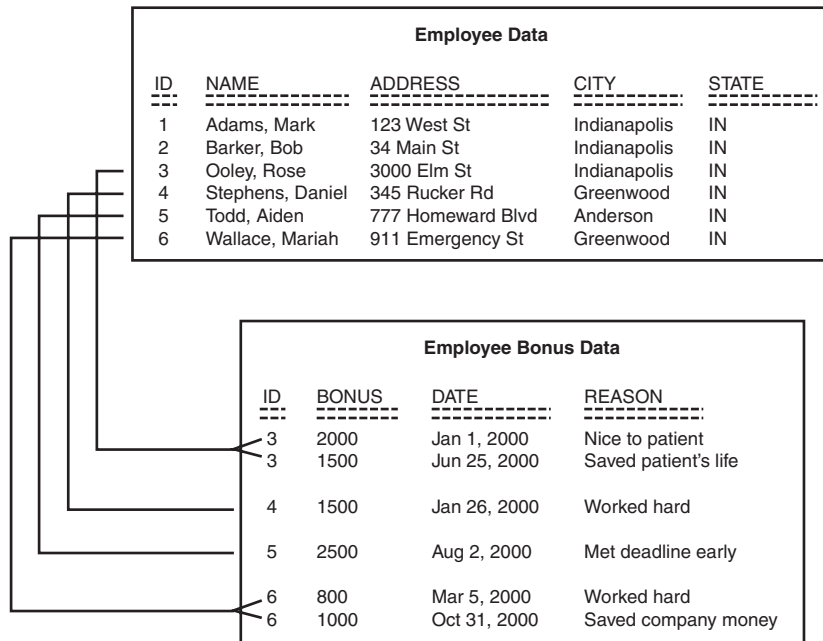 Employee Data
ID NAME ADDRESS CITY STATE
1 Adams, Mark 123 West St Indianapolis IN
2 Barker, Bob 34 Main St Indianapolis IN
3 Ooley, Rose 3000 Elm St Indianapolis IN
4 Stephens, Daniel 345 Rucker Rd Greenwood IN
5 Todd, Aiden 777 Homeward Blvd Anderson IN
6 Wallace, Mariah 911 Emergency St Greenwood IN
Employee Bonus Data
ID BONUS DATE REASON
3 2000 Jan 1, 2000 Nice to patient
3 1500 Jun 25, 2000 Saved patient's life
4 1500 Jan 26, 2000 Worked hard
5 2500 Aug 2, 2000 Met deadline early
6 800 Mar 5, 2000 Worked hard
6 1000 Oct 31, 2000 Saved company money